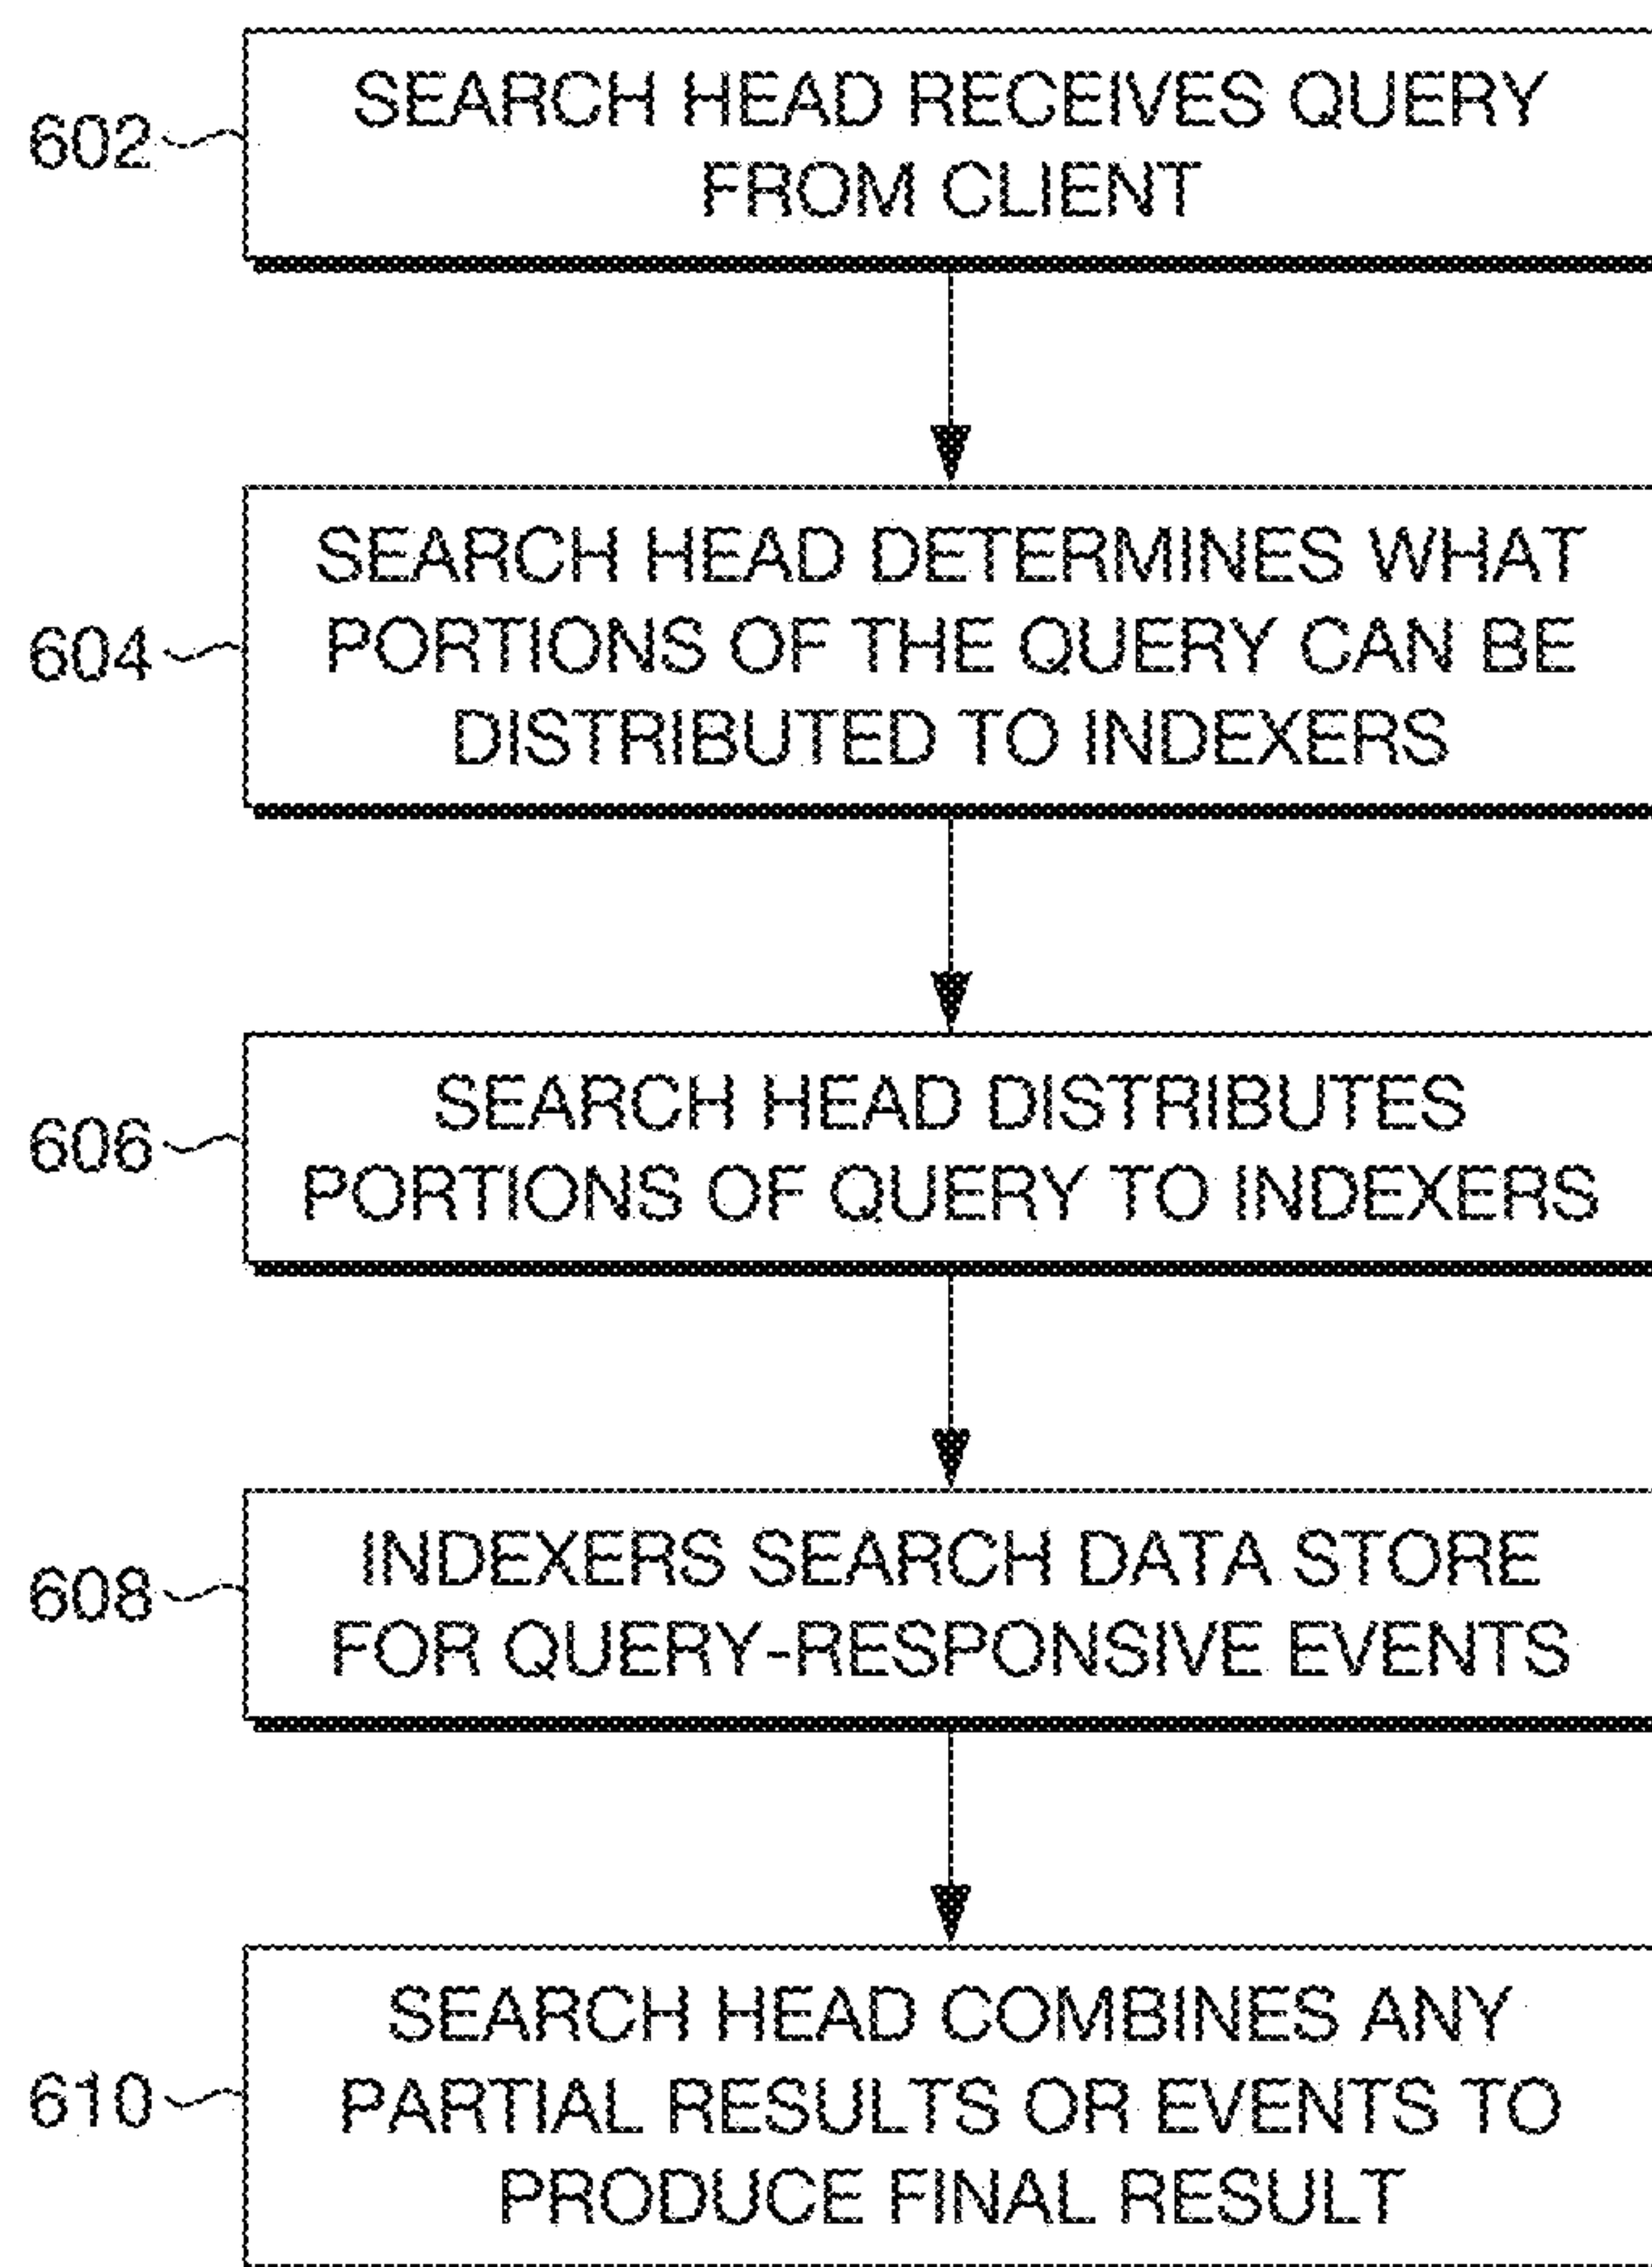 602
SEARCH HEAD RECEIVES QUERY
FROM CLIENT
604
SEARCH HEAD DETERMINES WHAT
PORTIONS OF THE QUERY CAN BE
DISTRIBUTED TO INDEXERS
606
SEARCH HEAD DISTRIBUTES
PORTIONS OF QUERY TO INDEXERS
608
INDEXERS SEARCH DATA STORE
FOR QUERY-RESPONSIVE EVENTS
610
SEARCH HEAD COMBINES ANY
PARTIAL RESULTS OR EVENTS TO
PRODUCE FINAL RESULT